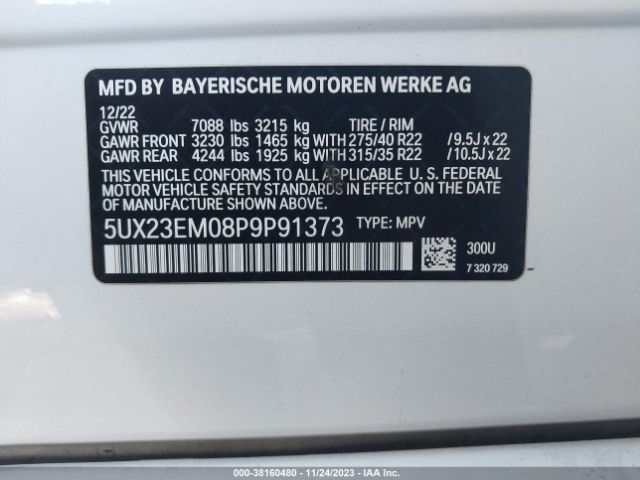 MFD BY BAYERISCHE MOTOREN WERKE AG
12/22
GVWR 7088 lbs 3215 kg TIRE / RIM
GAWR FRONT 3230 lbs 1465 kg WITH 275/40 R22 / 9.5J x 22
GAWR REAR 4244 lbs 1925 kg WITH 315/35 R22 / 10.5J x 22
THIS VEHICLE CONFORMS TO ALL APPLICABLE U. S. FEDERAL
MOTOR VEHICLE SAFETY STANDARDS IN EFFECT ON THE DATE
OF MANUFACTURE SHOWN ABOVE.
5UX23EM08P9P91373 TYPE: MPV
300U
7 320 729
000-38160480 - 11/24/2023 - IAA Inc.